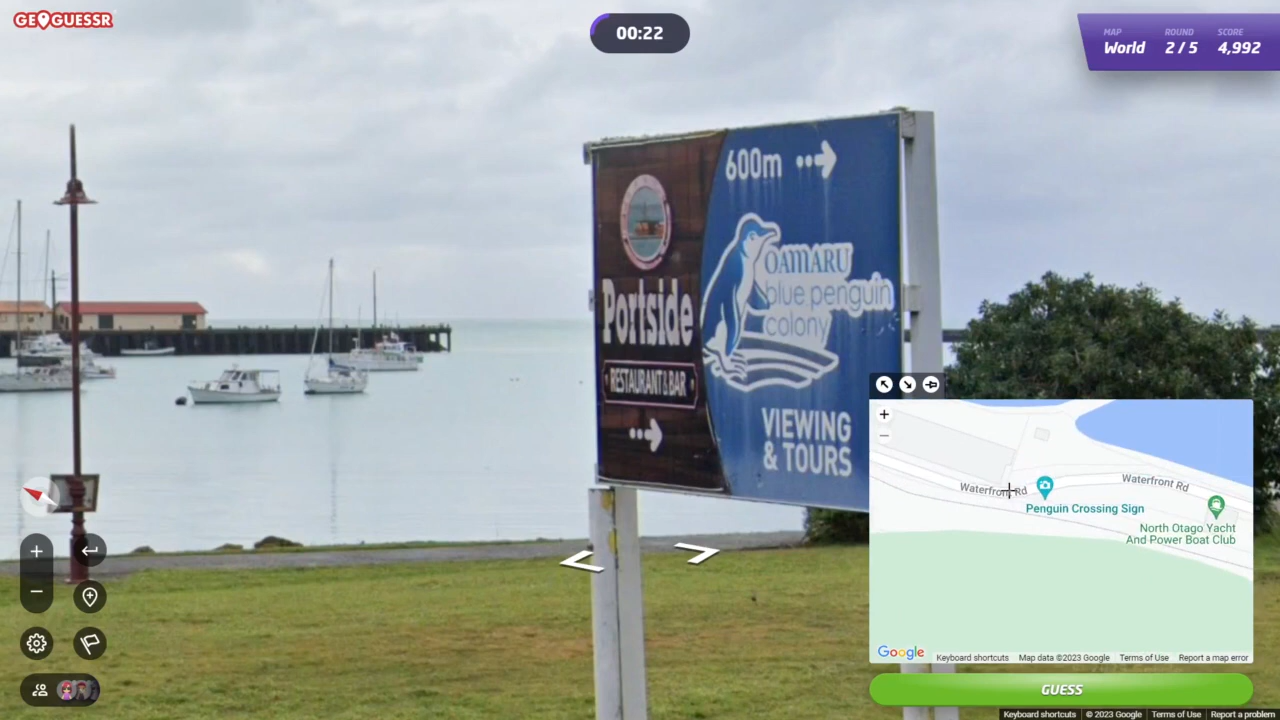 GEOGUESSR
00:22
MAP ROUND SCORE
World 2 / 5 4,992
600m
OAMARU
blue penguin
colony
Portside
RESTAURANT & BAR
VIEWING
& TOURS
Waterfront Rd
Waterfront Rd
Penguin Crossing Sign
North Otago Yacht
And Power Boat Club
Google
Keyboard shortcuts Map data ©2023 Google Terms of Use Report a map error
GUESS
Keyboard shortcuts © 2023 Google Terms of Use Report a problem